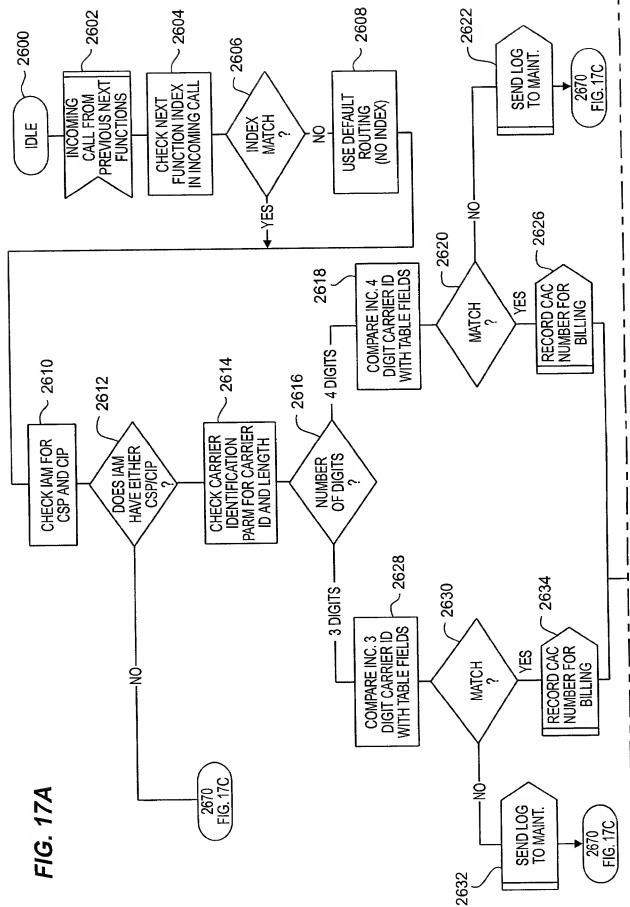 FIG. 17A
2600
IDLE
2602
INCOMING
CALL FROM
PREVIOUS NEXT
FUNCTIONS
2604
CHECK NEXT
FUNCTION INDEX
IN INCOMING CALL
2606
INDEX
MATCH
?
YES
NO
2608
USE DEFAULT
ROUTING
(NO INDEX)
2610
CHECK IAM FOR
CSP AND CIP
2612
DOES IAM
HAVE EITHER
CSP/CIP
?
NO
2670
FIG. 17C
2614
CHECK CARRIER
IDENTIFICATION
PARM FOR CARRIER
ID AND LENGTH
2616
NUMBER
OF DIGITS
?
3 DIGITS
4 DIGITS
2618
COMPARE INC. 4
DIGIT CARRIER ID
WITH TABLE FIELDS
2620
MATCH
?
NO
2622
SEND LOG
TO MAINT.
2670
FIG. 17C
YES
2626
RECORD CAC
NUMBER FOR
BILLING
2628
COMPARE INC. 3
DIGIT CARRIER ID
WITH TABLE FIELDS
2630
MATCH
?
NO
2632
SEND LOG
TO MAINT.
2670
FIG. 17C
YES
2634
RECORD CAC
NUMBER FOR
BILLING